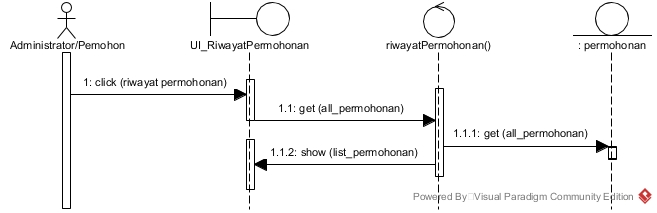 Administrator/Pemohon
UI_RiwayatPermohonan
riwayatPermohonan()
: permohonan
1: click (riwayat permohonan)
1.1: get (all_permohonan)
1.1.1: get (all_permohonan)
1.1.2: show (list_permohonan)
Powered By Visual Paradigm Community Edition